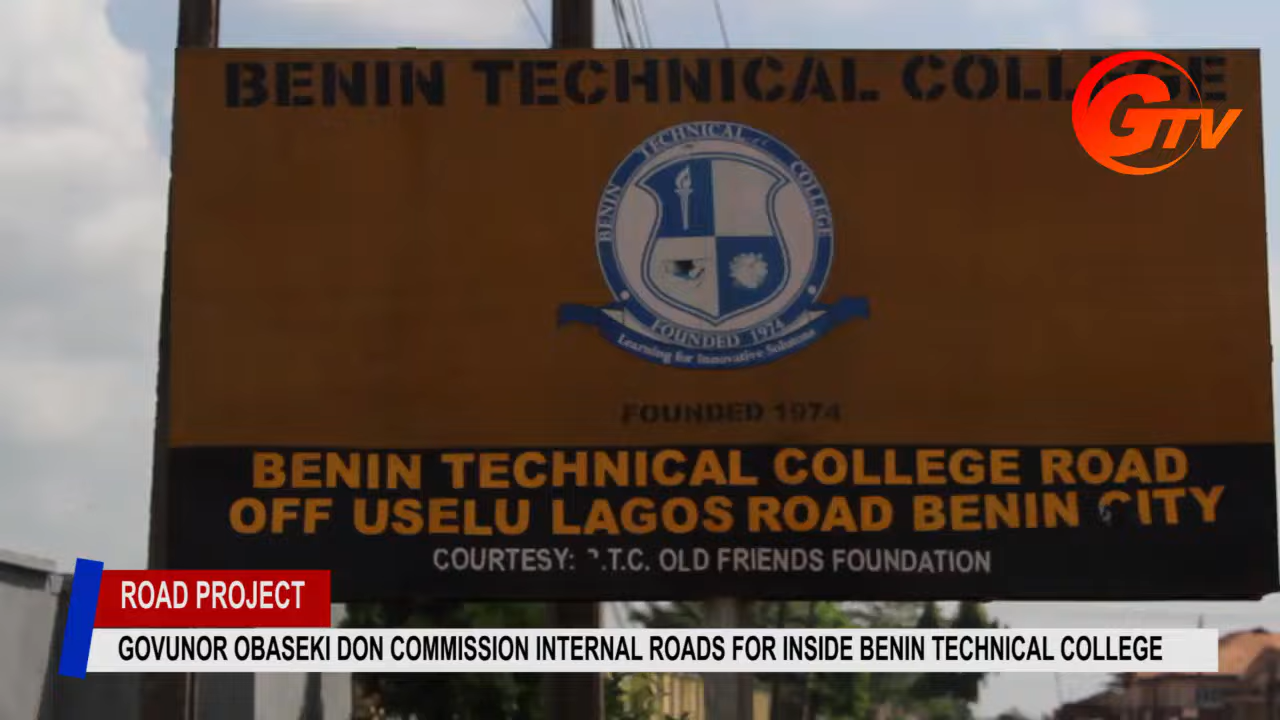 BENIN TECHNICAL COLLEGE
GTV
BENIN TECHNICAL COLLEGE
FOUNDED 1974
Learning for Innovative Solutions
FOUNDED 1974
BENIN TECHNICAL COLLEGE ROAD
OFF USELU LAGOS ROAD BENIN CITY
COURTESY: .T.C. OLD FRIENDS FOUNDATION
ROAD PROJECT
GOVUNOR OBASEKI DON COMMISSION INTERNAL ROADS FOR INSIDE BENIN TECHNICAL COLLEGE